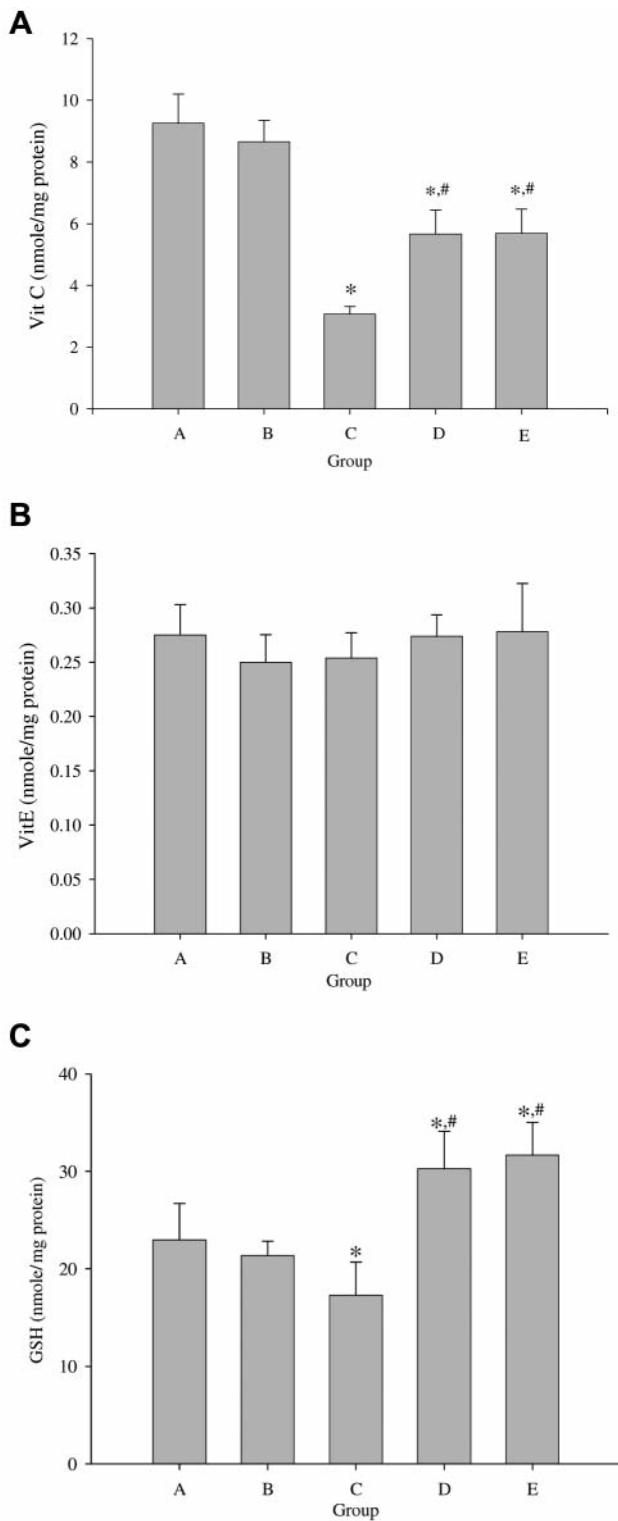 A
Vit C (nmole/mg protein)
12
10
8
6
4
2
0
*
*,#
*,#
A B C D E
Group
B
VitE (nmole/mg protein)
0.35
0.30
0.25
0.20
0.15
0.10
0.05
0.00
A B C D E
Group
C
GSH (nmole/mg protein)
40
30
20
10
0
*
*,#
*,#
A B C D E
Group